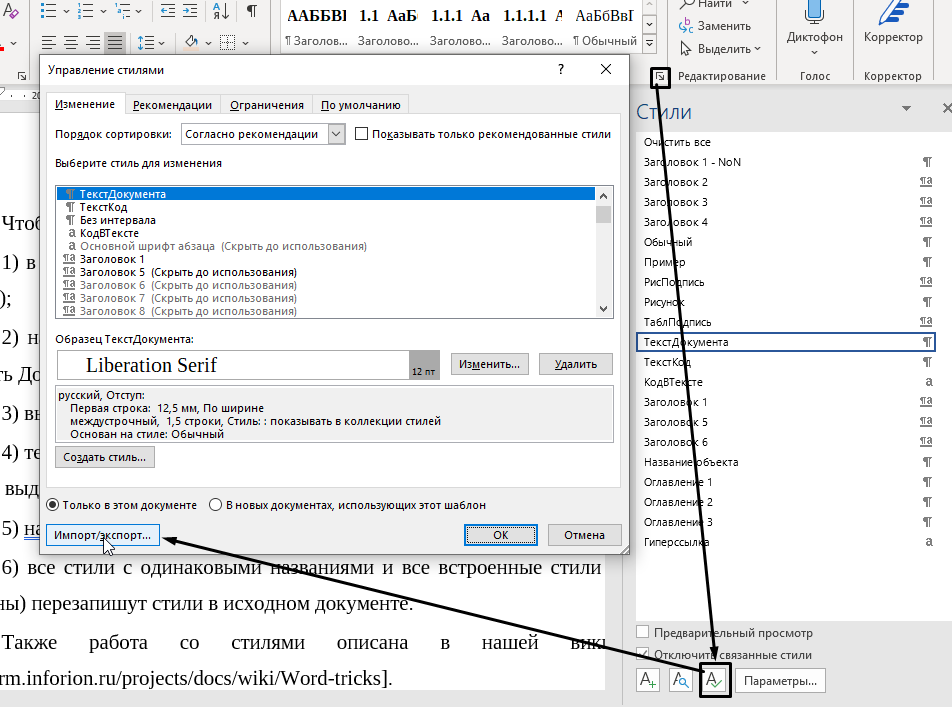 ААББВІ 1.1 АаБ 1.1.1 Аа 1.1.1.1 А АаБбВвІ
¶ Заголов... Заголово... Заголово... Заголово... ¶ Обычный
Найти
Заменить
Выделить
Редактирование
Диктофон
Голос
Корректор
Корректор
20
Управление стилями
?
Изменение
Рекомендации
Ограничения
По умолчанию
Порядок сортировки:
Согласно рекомендации
Показывать только рекомендованные стили
Выберите стиль для изменения
¶ ТекстДокумента
¶ ТекстКод
¶ Без интервала
a КодВТексте
a Основной шрифт абзаца (Скрыть до использования)
¶a Заголовок 1
¶a Заголовок 5 (Скрыть до использования)
¶a Заголовок 6 (Скрыть до использования)
¶a Заголовок 7 (Скрыть до использования)
¶a Заголовок 8 (Скрыть до использования)
Образец ТекстДокумента:
Liberation Serif
12 пт
Изменить...
Удалить
русский, Отступ:
Первая строка: 12,5 мм, По ширине
междустрочный, 1,5 строки, Стиль: : показывать в коллекции стилей
Основан на стиле: Обычный
Создать стиль...
Только в этом документе
В новых документах, использующих этот шаблон
Импорт/экспорт...
ОК
Отмена
Чтоб
1) в
);
2) н
ть До
3) вы
4) те
выд
5) на
6) все стили с одинаковыми названиями и все встроенные стили
ны) перезапишут стили в исходном документе.
Также работа со стилями описана в нашей вики
rm.inforion.ru/projects/docs/wiki/Word-tricks].
Стили
Очистить все
Заголовок 1 - NoN ¶
Заголовок 2 ¶a
Заголовок 3 ¶a
Заголовок 4 ¶a
Обычный ¶
Пример ¶
РисПодпись ¶a
Рисунок ¶
ТаблПодпись ¶a
ТекстДокумента ¶
ТекстКод ¶
КодВТексте a
Заголовок 1 ¶a
Заголовок 5 ¶a
Заголовок 6 ¶a
Название объекта ¶
Оглавление 1 ¶
Оглавление 2 ¶
Оглавление 3 ¶
Гиперссылка a
Предварительный просмотр
Отключить связанные стили
Параметры...